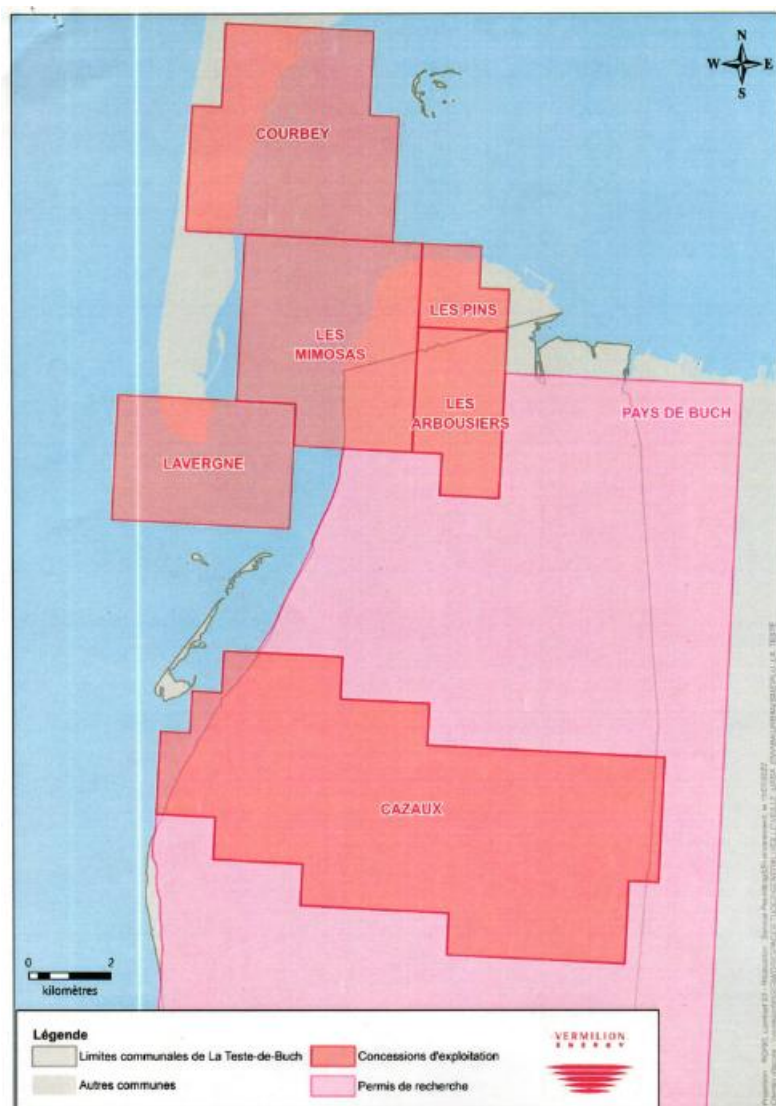 N
W E
S
COURBEY
LES PINS
LES
MIMOSAS
LES
ARBOUSIERS
PAYS DE BUCH
LAVERGNE
CAZAUX
0 2
kilomètres
Légende
Limites communales de La Teste-de-Buch
Concessions d'exploitation
Autres communes
Permis de recherche
VERMILION
ENERGY